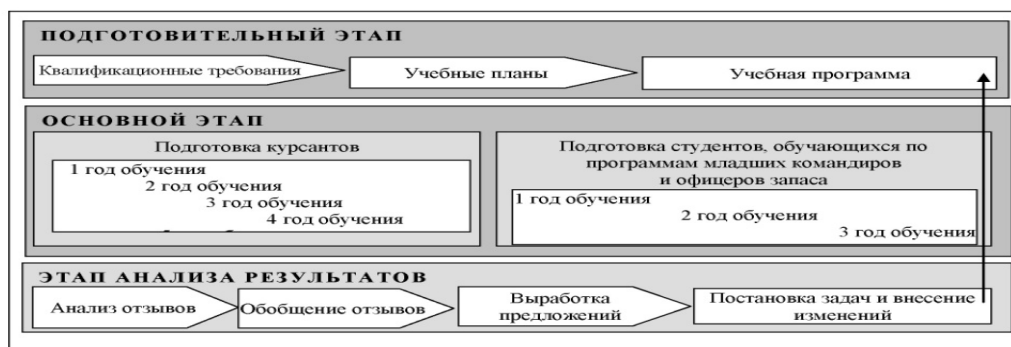 ПОДГОТОВИТЕЛЬНЫЙ ЭТАП
Квалификационные требования
Учебные планы
Учебная программа
ОСНОВНОЙ ЭТАП
Подготовка курсантов
1 год обучения
2 год обучения
3 год обучения
4 год обучения
Подготовка студентов, обучающихся по
программам младших командиров
и офицеров запаса
1 год обучения
2 год обучения
3 год обучения
ЭТАП АНАЛИЗА РЕЗУЛЬТАТОВ
Анализ отзывов
Обобщение отзывов
Выработка
предложений
Постановка задач и внесение
изменений